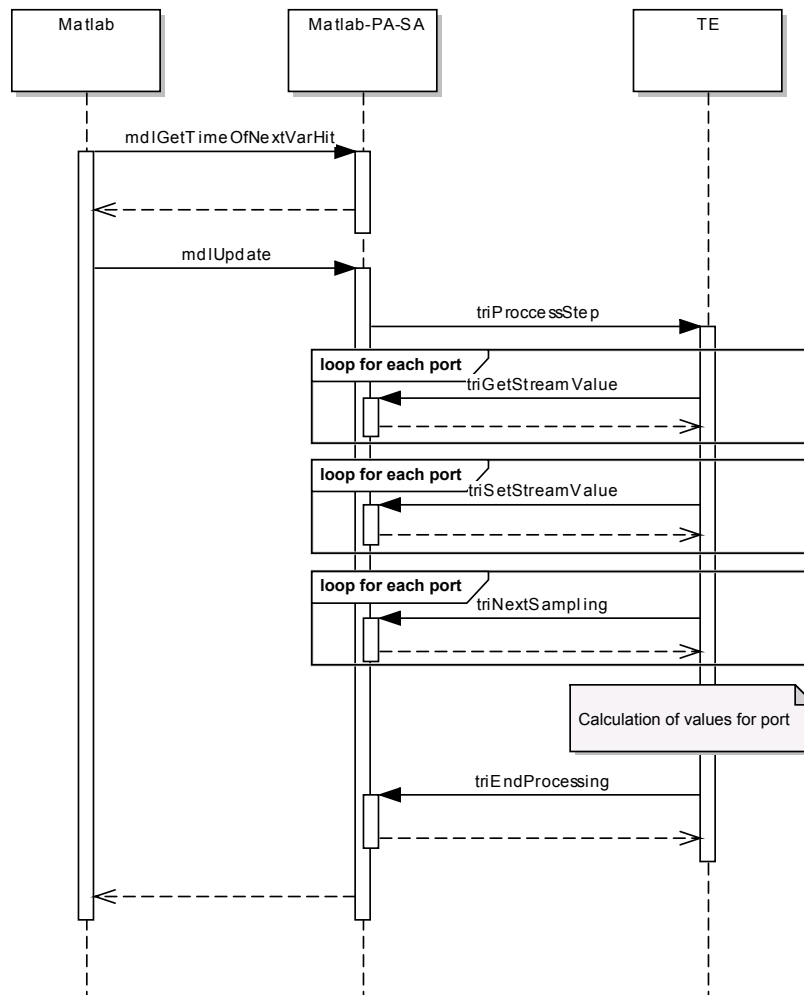 Matlab
Matlab-PA-SA
TE
mdlGetTimeOfNextVarHit
mdlUpdate
triProccessStep
loop for each port
triGetStreamValue
loop for each port
triSetStreamValue
loop for each port
triNextSampling
Calculation of values for port
triEndProcessing